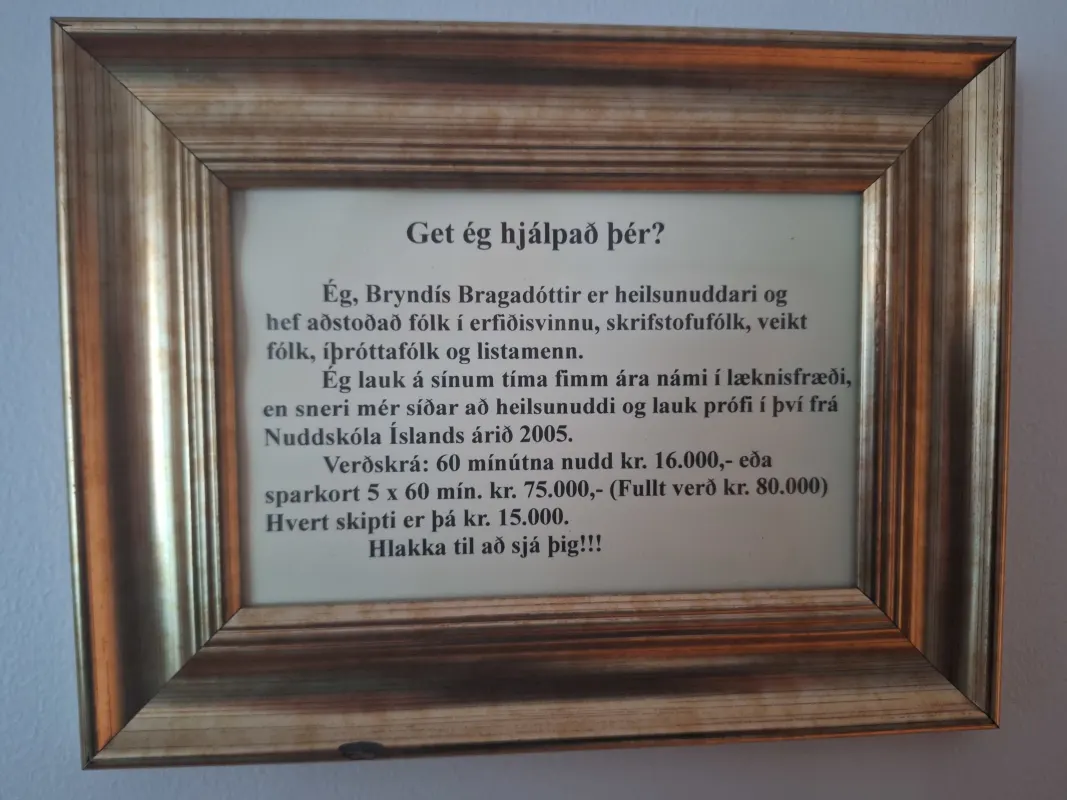 Get ég hjálpað þér?
Ég, Bryndís Bragadóttir er heilsunuddari og
hef aðstoðað fólk í erfiðisvinnu, skrifstofufólk, veikt
fólk, íþróttafólk og listamenn.
Ég lauk á sínum tíma fimm ára námi í læknisfræði,
en sneri mér síðar að heilsunuddi og lauk prófi í því frá
Nuddskóla Íslands árið 2005.
Verðskrá: 60 mínútna nudd kr. 16.000,- eða
sparkort 5 x 60 mín. kr. 75.000,- (Fullt verð kr. 80.000)
Hvert skipti er þá kr. 15.000.
Hlakka til að sjá þig!!!